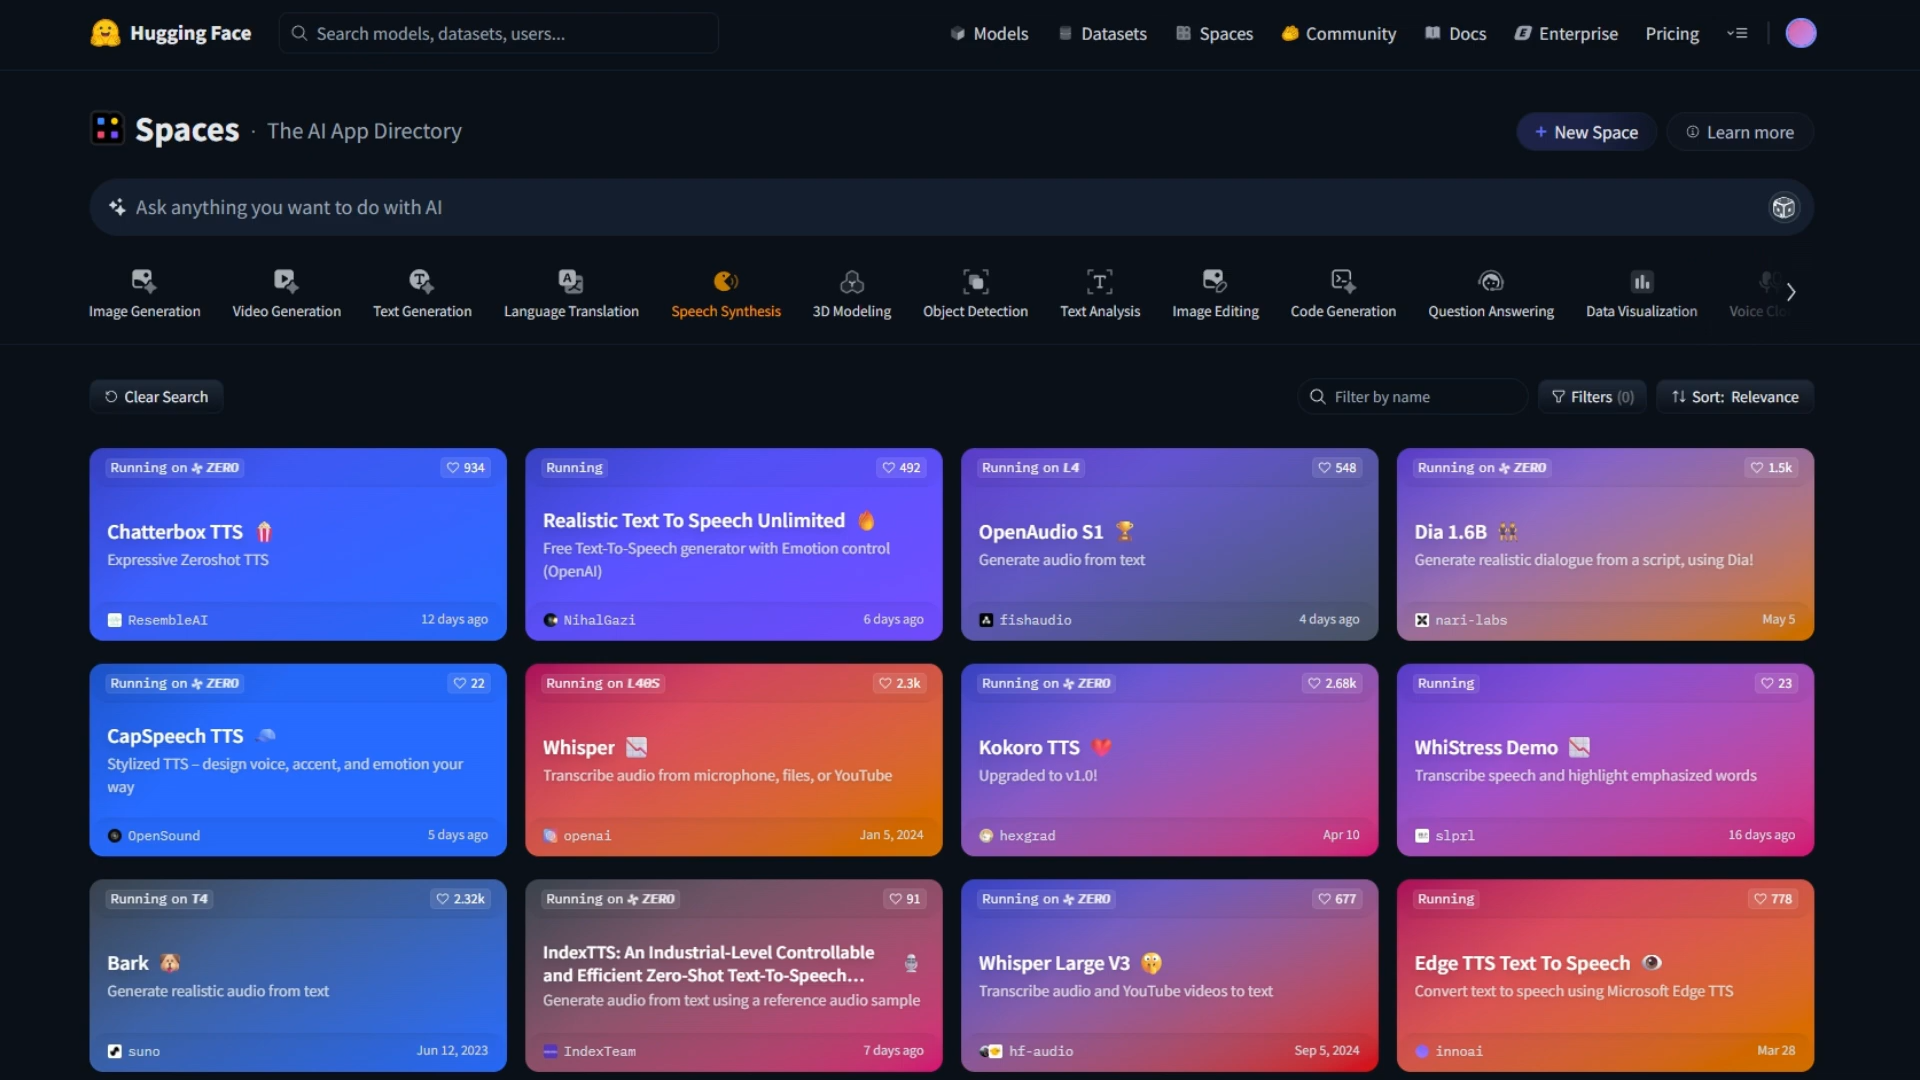 Hugging Face
Search models, datasets, users...
Models
Datasets
Spaces
Community
Docs
Enterprise
Pricing
Spaces · The AI App Directory
+ New Space
Learn more
Ask anything you want to do with AI
Image Generation
Video Generation
Text Generation
Language Translation
Speech Synthesis
3D Modeling
Object Detection
Text Analysis
Image Editing
Code Generation
Question Answering
Data Visualization
Voice Clo
Clear Search
Filter by name
Filters (0)
Sort: Relevance
Running on ZERO
934
Chatterbox TTS
Expressive Zeroshot TTS
ResembleAI
12 days ago
Running
492
Realistic Text To Speech Unlimited
Free Text-To-Speech generator with Emotion control
(OpenAI)
NihalGazi
6 days ago
Running on L4
548
OpenAudio S1
Generate audio from text
fishaudio
4 days ago
Running on ZERO
1.5k
Dia 1.6B
Generate realistic dialogue from a script, using Dia!
nari-labs
May 5
Running on ZERO
22
CapSpeech TTS
Stylized TTS – design voice, accent, and emotion your
way
OpenSound
5 days ago
Running on L40S
2.3k
Whisper
Transcribe audio from microphone, files, or YouTube
openai
Jan 5, 2024
Running on ZERO
2.68k
Kokoro TTS
Upgraded to v1.0!
hexgrad
Apr 10
Running
23
WhiStress Demo
Transcribe speech and highlight emphasized words
slprl
16 days ago
Running on T4
2.32k
Bark
Generate realistic audio from text
suno
Jun 12, 2023
Running on ZERO
91
IndexTTS: An Industrial-Level Controllable
and Efficient Zero-Shot Text-To-Speech...
Generate audio from text using a reference audio sample
IndexTeam
7 days ago
Running on ZERO
677
Whisper Large V3
Transcribe audio and YouTube videos to text
hf-audio
Sep 5, 2024
Running
778
Edge TTS Text To Speech
Convert text to speech using Microsoft Edge TTS
innoai
Mar 28